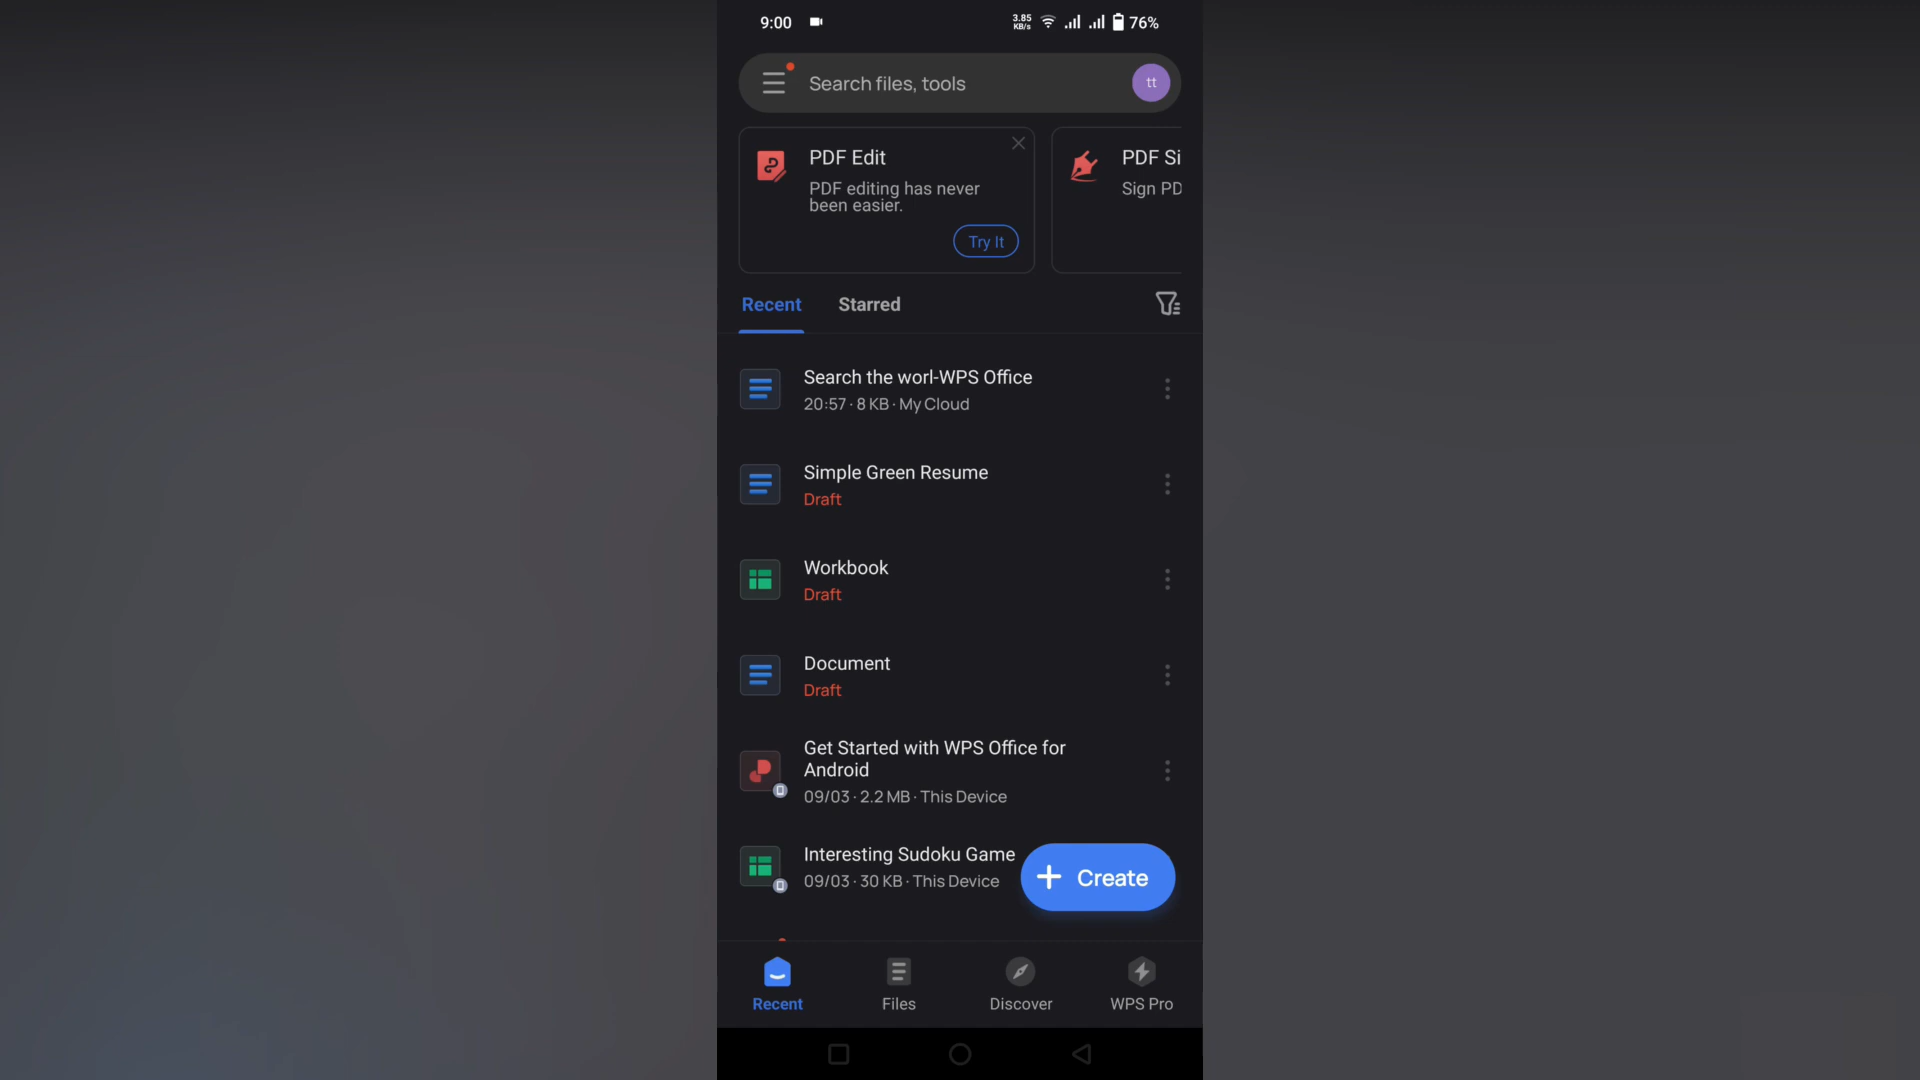 9:00
3.85 KB/s
76%
Search files, tools
tt
PDF Edit
PDF editing has never
been easier.
Try It
PDF Si
Sign PD
Recent
Starred
Search the worl-WPS Office
20:57 · 8 KB · My Cloud
Simple Green Resume
Draft
Workbook
Draft
Document
Draft
Get Started with WPS Office for
Android
09/03 · 2.2 MB · This Device
Interesting Sudoku Game
09/03 · 30 KB · This Device
Create
Recent
Files
Discover
WPS Pro